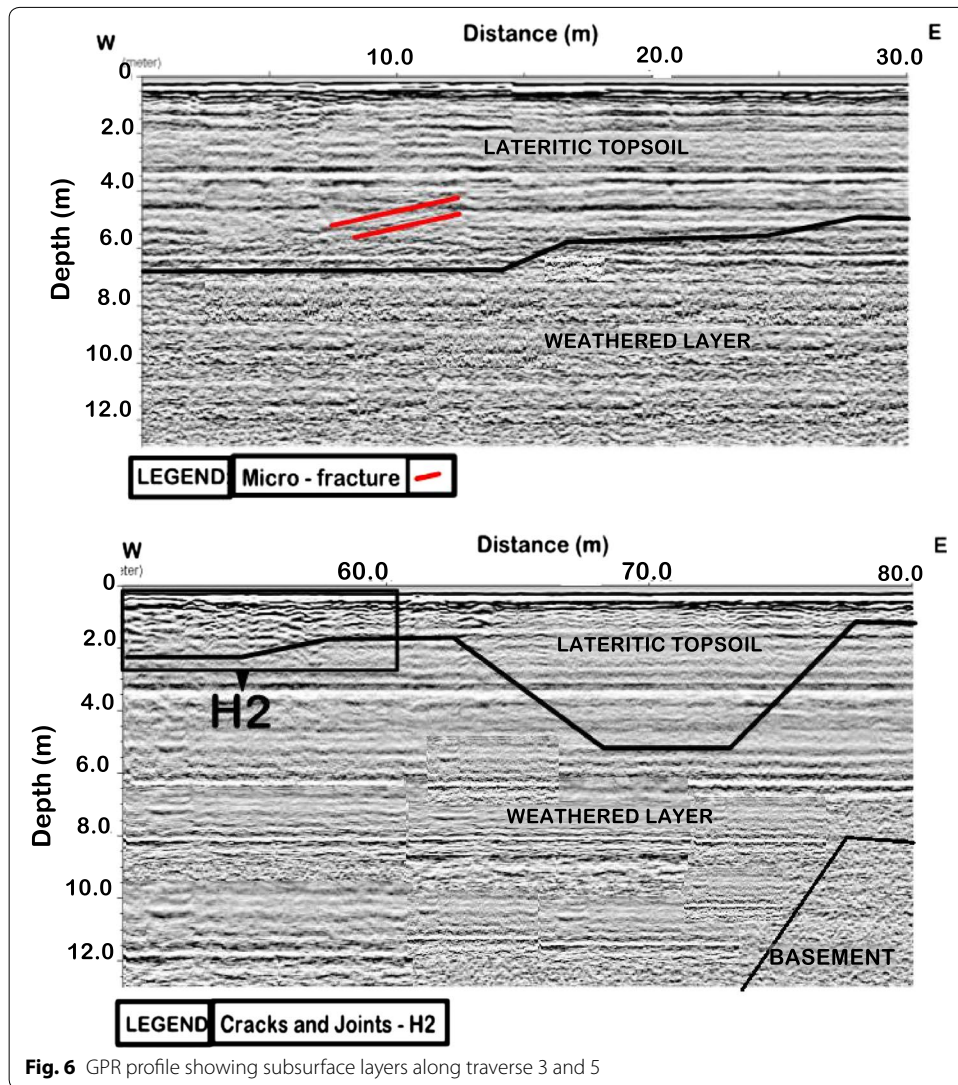 Distance (m)
W E
0 (meter) 10.0 20.0 30.0
0
2.0
LATERITIC TOPSOIL
4.0
Depth (m)
6.0
8.0
WEATHERED LAYER
10.0
12.0
LEGEND: Micro - fracture
Distance (m)
W E
60.0 70.0 80.0
0
2.0
LATERITIC TOPSOIL
H2
4.0
Depth (m)
6.0
WEATHERED LAYER
8.0
10.0
BASEMENT
12.0
LEGEND Cracks and Joints - H2
Fig. 6 GPR profile showing subsurface layers along traverse 3 and 5